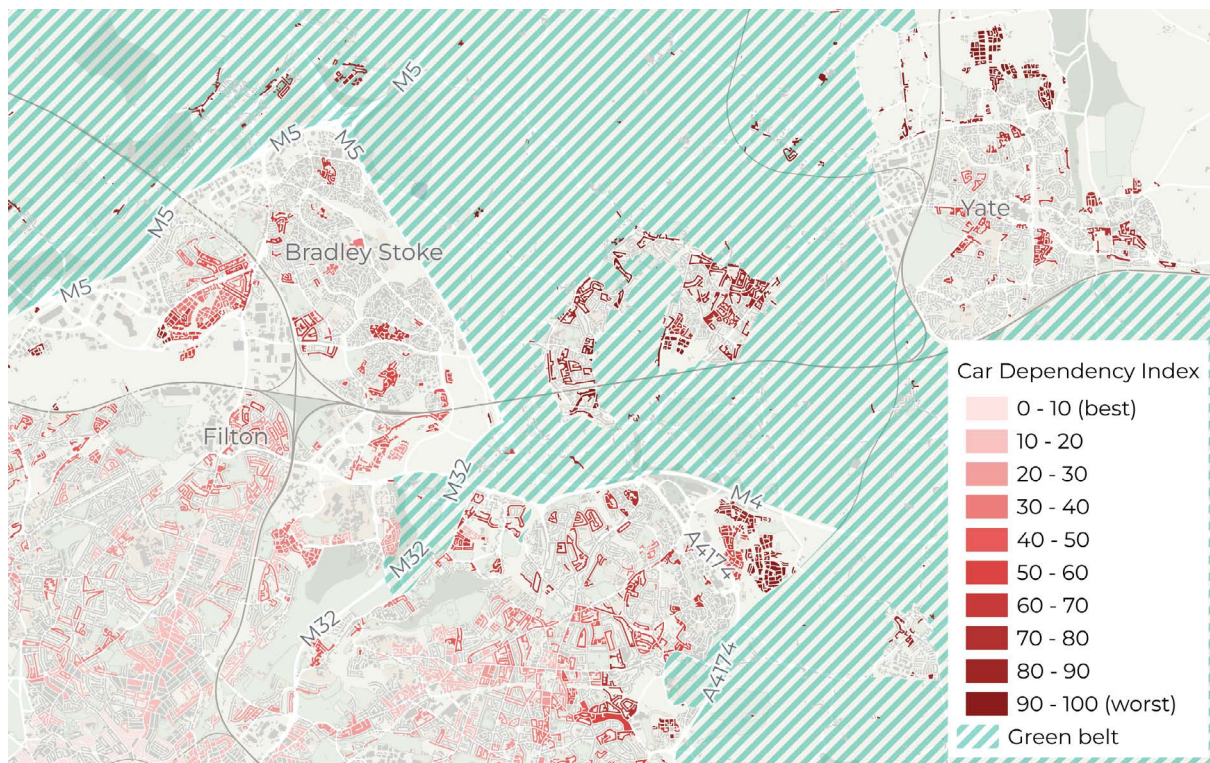 M5
M5
M5
M5
Yate
Bradley Stoke
M5
Filton
M32
M4
A4174
M32
M32
A4174
Car Dependency Index
0 - 10 (best)
10 - 20
20 - 30
30 - 40
40 - 50
50 - 60
60 - 70
70 - 80
80 - 90
90 - 100 (worst)
Green belt